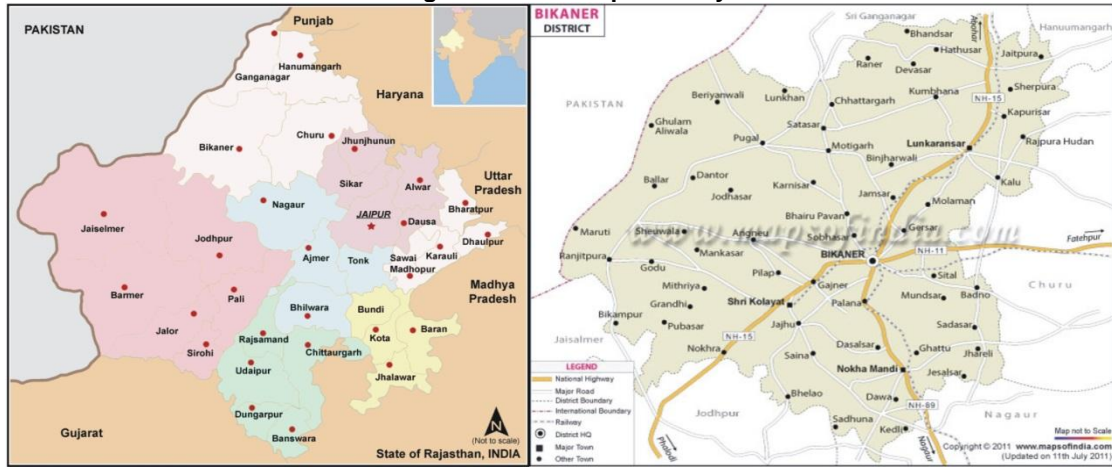 PAKISTAN
Punjab
Hanumangarh
Ganganagar
Haryana
Churu
Jhunjhunun
Bikaner
Sikar
Alwar
Uttar
Pradesh
Nagaur
JAIPUR
Dausa
Bharatpur
Jaiselmer
Jodhpur
Dhaulpur
Ajmer
Tonk
Sawai
Madhopur
Karauli
Madhya
Pradesh
Barmer
Pali
Bhilwara
Bundi
Jalor
Rajsamand
Kota
Baran
Sirohi
Chittaurgarh
Udaipur
Jhalawar
Dungarpur
Banswara
Gujarat
N
(Not to scale)
State of Rajasthan, INDIA
BIKANER
DISTRICT
Sri Ganganagar
Abohar
Hanuumangarh
Bhandsar
Hathusar
Jaitpura
Raner
Devasar
PAKISTAN
Beriyanwali
Lunkhan
Chhattargarh
Kumbhana
NH-15
Sherpura
Kapurisar
Ghulam
Aliwala
Satasar
Pugal
Motigarh
Lunkaransar
Rajpura Hudan
Binjharwali
Ballar
Dantor
Karnisar
Kalu
Jodhasar
Jamsar
Molaman
Bhairu Pavan
Maruti
Sheuwala
Angneu
Sobhasar
Gersar
www.mapsofindia.com
Fatehpur
Mankasar
BIKANER
NH-11
Ranjitpura
Godu
Pilap
Gajner
Sital
Churu
Mithriya
Mundsar
Badno
Grandhi
Shri Kolayat
Palana
Bikampur
Pubasar
Jajhu
Sadasar
Jaisalmer
NH-15
Nokhra
Saina
Dasalsar
Ghattu
Jhareli
Nokha Mandi
Jesalsar
LEGEND
National Highway
Major Road
District Boundary
International Boundary
Railway
District HQ
Major Town
Other Town
Bhelao
Dawa
Jodhpur
Sadhuna
NH-89
Nagaur
Kedli
Phalodi
Nagaur
Map not to Scale
Copyright © 2011 www.mapsofindia.com
(Updated on 11th July 2011)